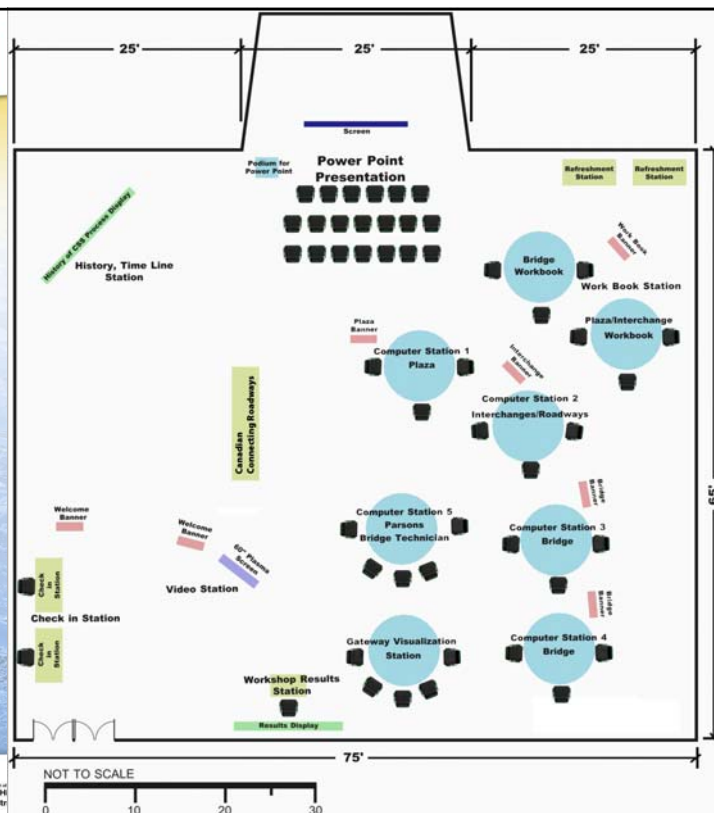 25'
25'
25'
Screen
Podium for
Power Point
Power Point
Presentation
Refreshment
Station
Refreshment
Station
History of CSS Process Display
History, Time Line
Station
Work Book
Banner
Bridge
Workbook
Work Book Station
Plaza/Interchange
Workbook
Plaza
Banner
Computer Station 1
Plaza
Interchange
Banner
Computer Station 2
Interchanges/Roadways
Canadian
Connecting Roadways
65'
Welcome
Banner
Welcome
Banner
60" Plasma
Screen
Video Station
Computer Station 5
Parsons
Bridge Technician
Bridge
Banner
Computer Station 3
Bridge
Check
in
Station
Check in Station
Check
in
Station
Bridge
Banner
Computer Station 4
Bridge
Gateway Visualization
Station
Workshop Results
Station
Results Display
75'
NOT TO SCALE
0
10
20
30